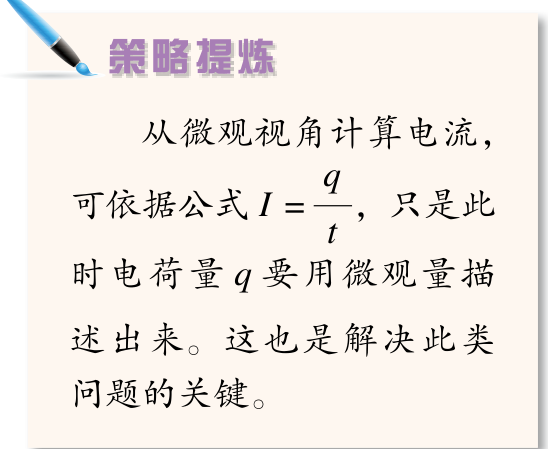 策略提炼
从微观视角计算电流，
可依据公式 I = q/t，只是此
时电荷量 q 要用微观量描
述出来。这也是解决此类
问题的关键。